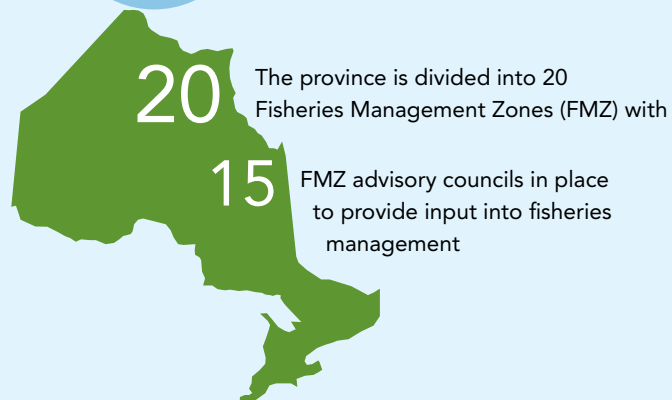 20
The province is divided into 20
Fisheries Management Zones (FMZ) with
15
FMZ advisory councils in place
to provide input into fisheries
management